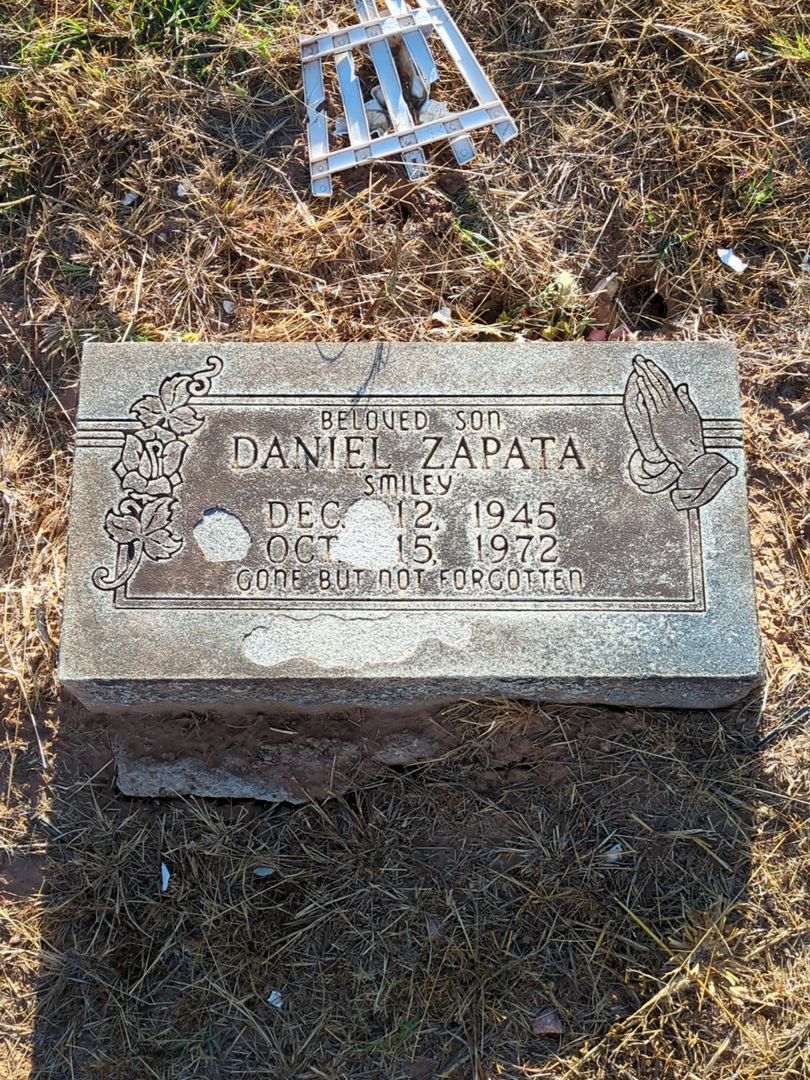 BELOVED SON
DANIEL ZAPATA
SMILEY
DEC. 12, 1945
OCT. 15, 1972
GONE BUT NOT FORGOTTEN